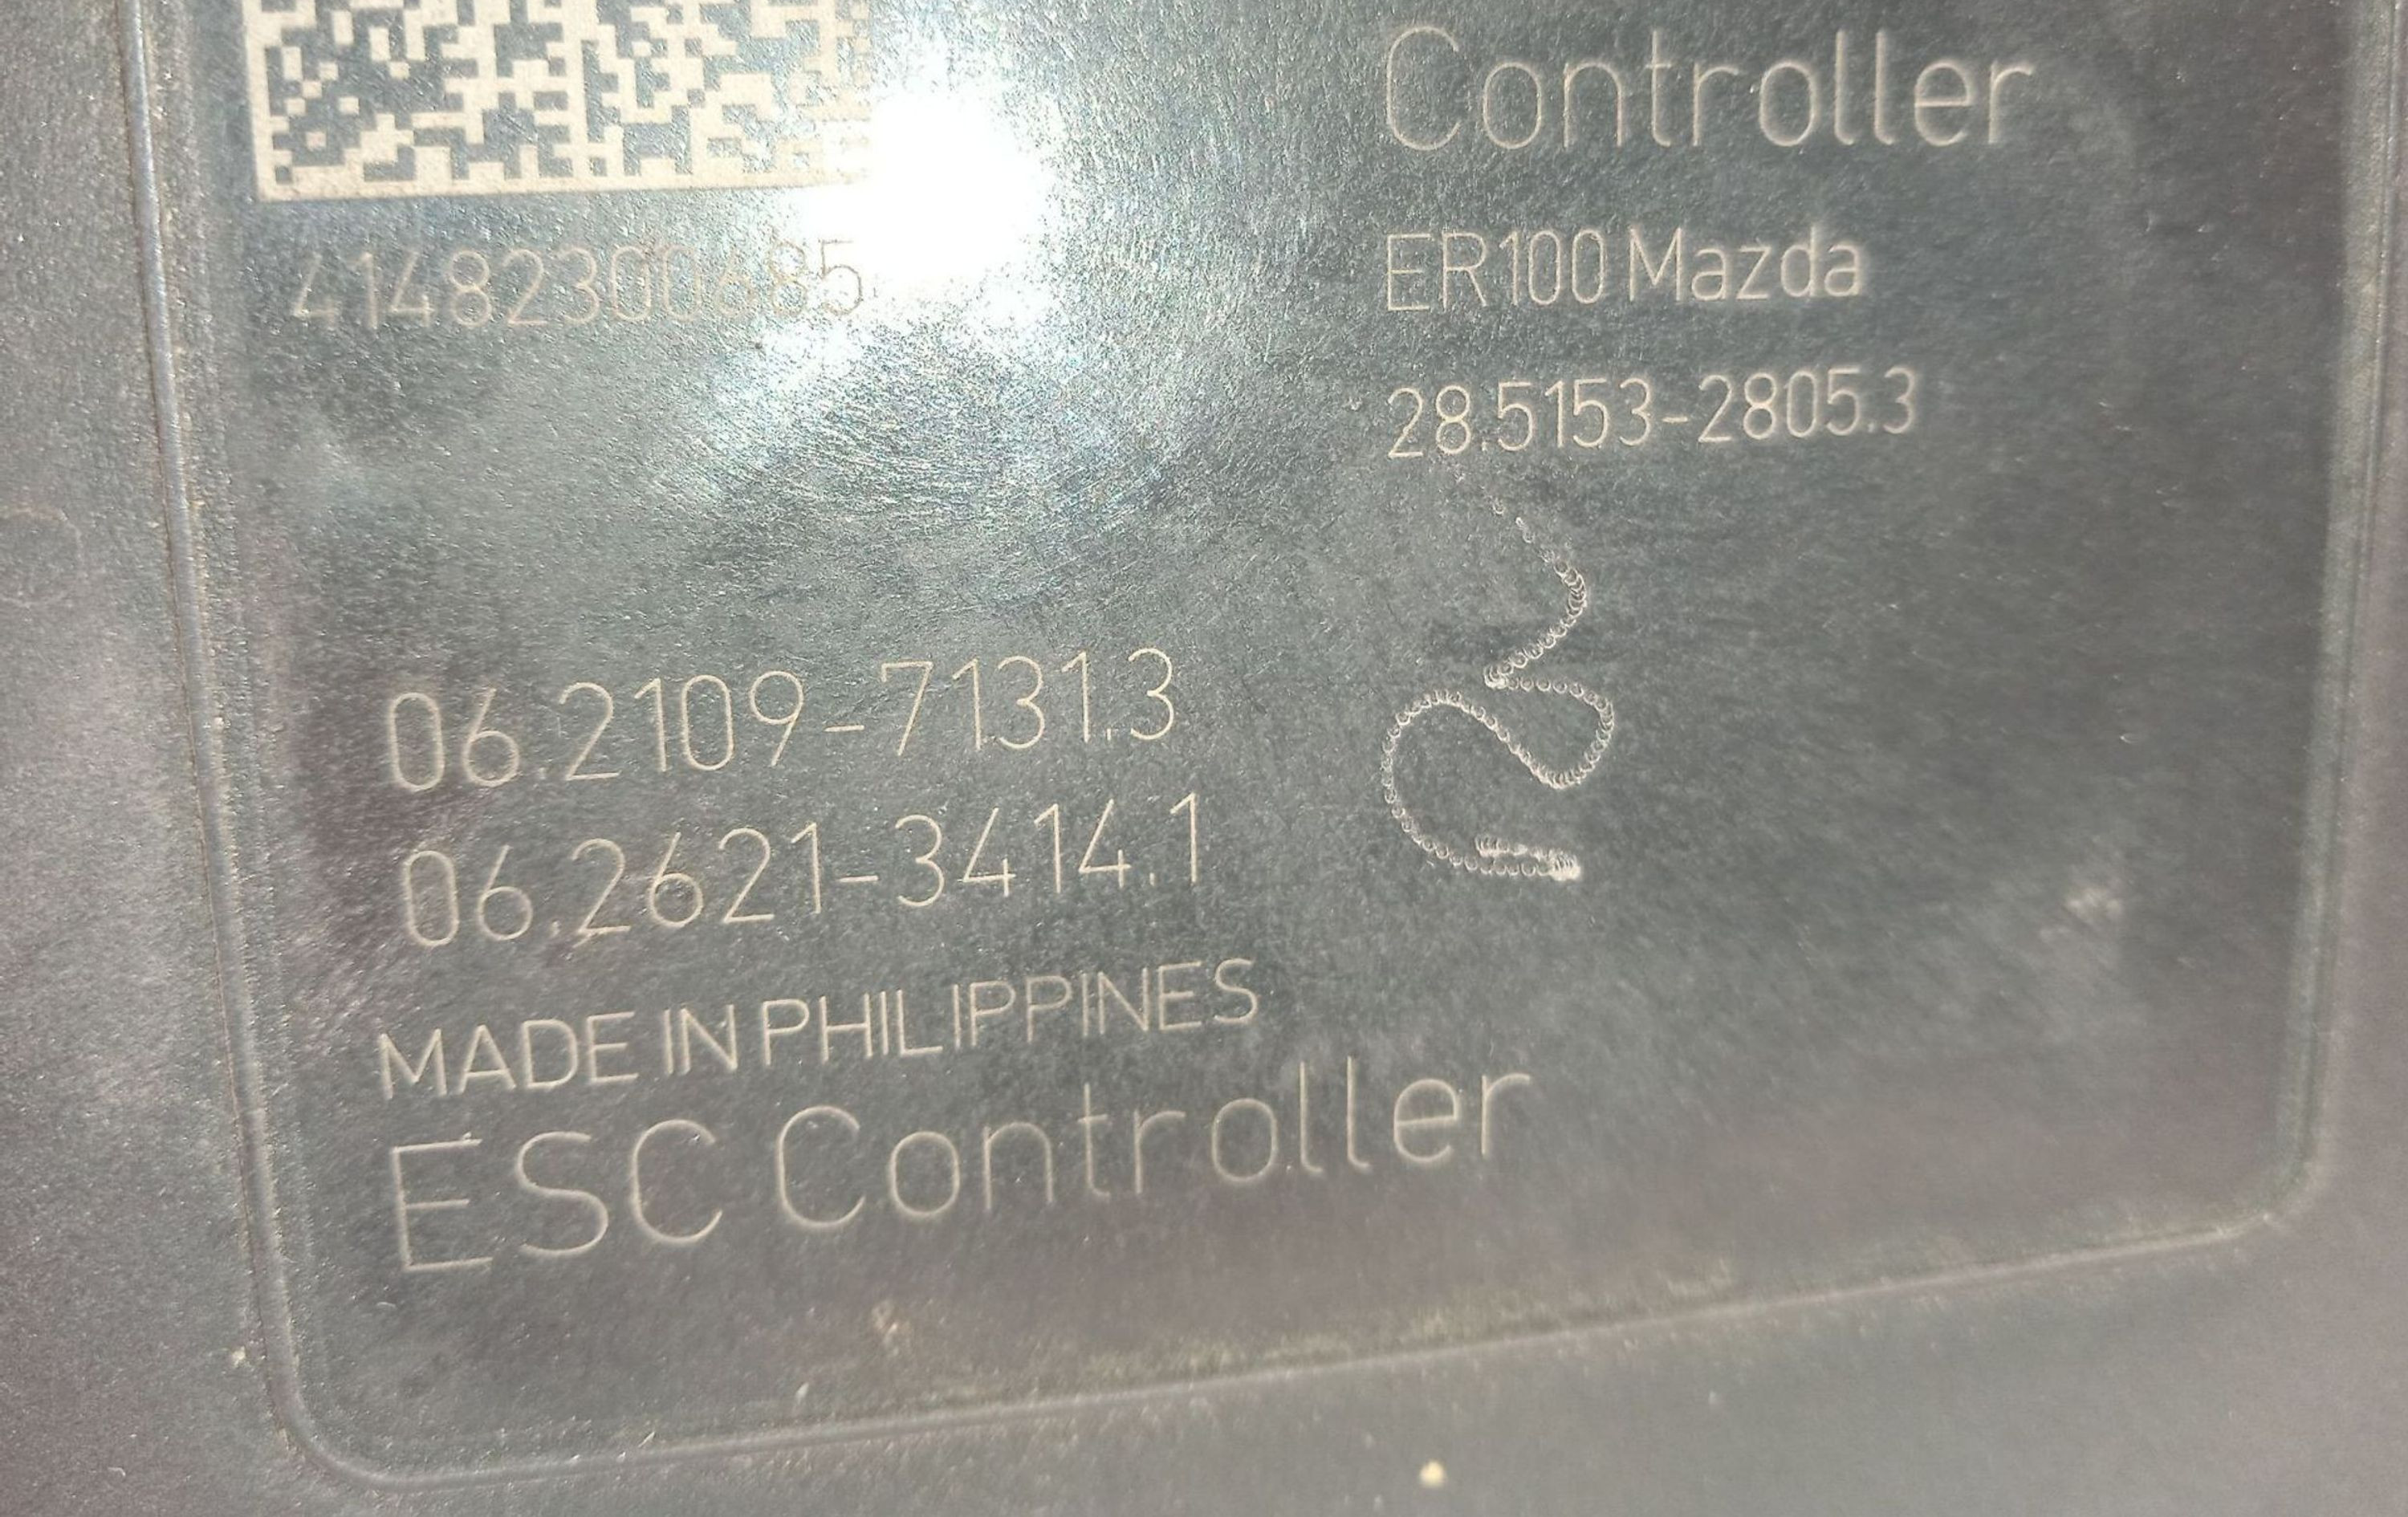 Controller
41482300685
ER100 Mazda
28.5153-2805.3
06.2109-7131.3
06.2621-3414.1
MADE IN PHILIPPINES
ESC Controller